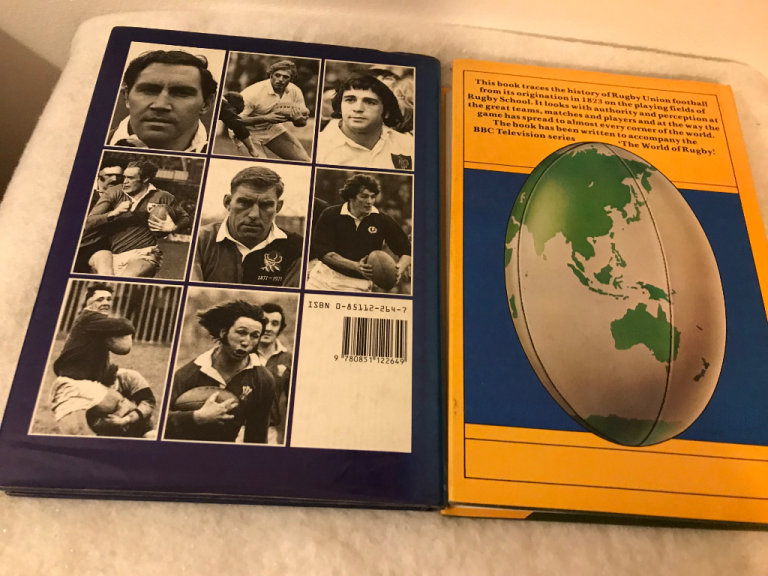 1871-1971
ISBN 0-85112-264-7
9 780851 122649
This book traces the history of Rugby Union football
from its origination in 1823 on the playing fields of
Rugby School. It looks with authority and perception at
the great teams, matches and players and at the way the
game has spread to almost every corner of the world.
The book has been written to accompany the
BBC Television series 'The World of Rugby'.